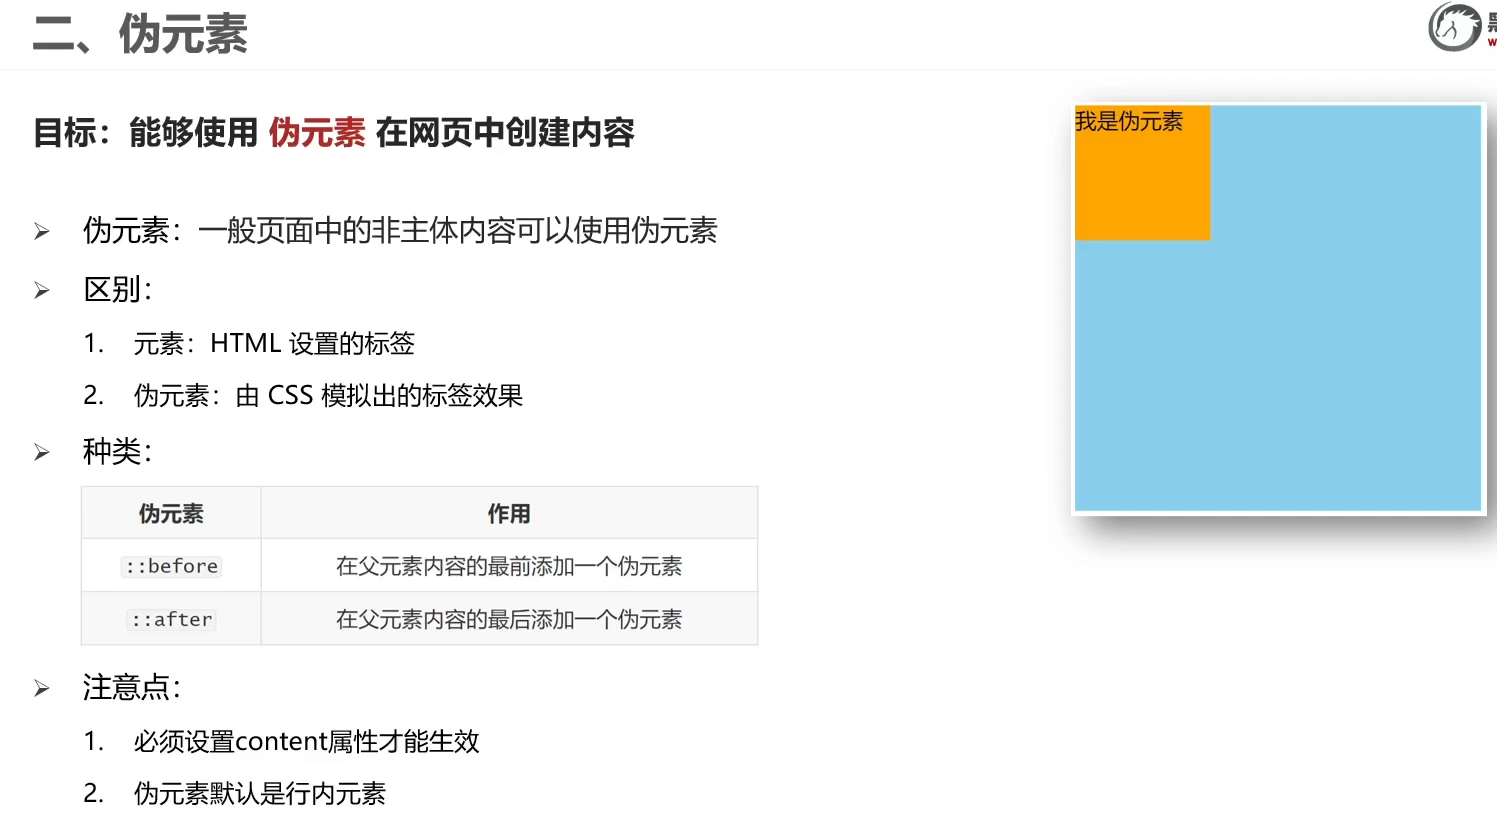 二、伪元素
目标：能够使用 伪元素 在网页中创建内容
我是伪元素
➢ 伪元素：一般页面中的非主体内容可以使用伪元素
➢ 区别：
1. 元素：HTML 设置的标签
2. 伪元素：由 CSS 模拟出的标签效果
➢ 种类：
伪元素 作用
::before 在父元素内容的最前添加一个伪元素
::after 在父元素内容的最后添加一个伪元素
➢ 注意点：
1. 必须设置content属性才能生效
2. 伪元素默认是行内元素